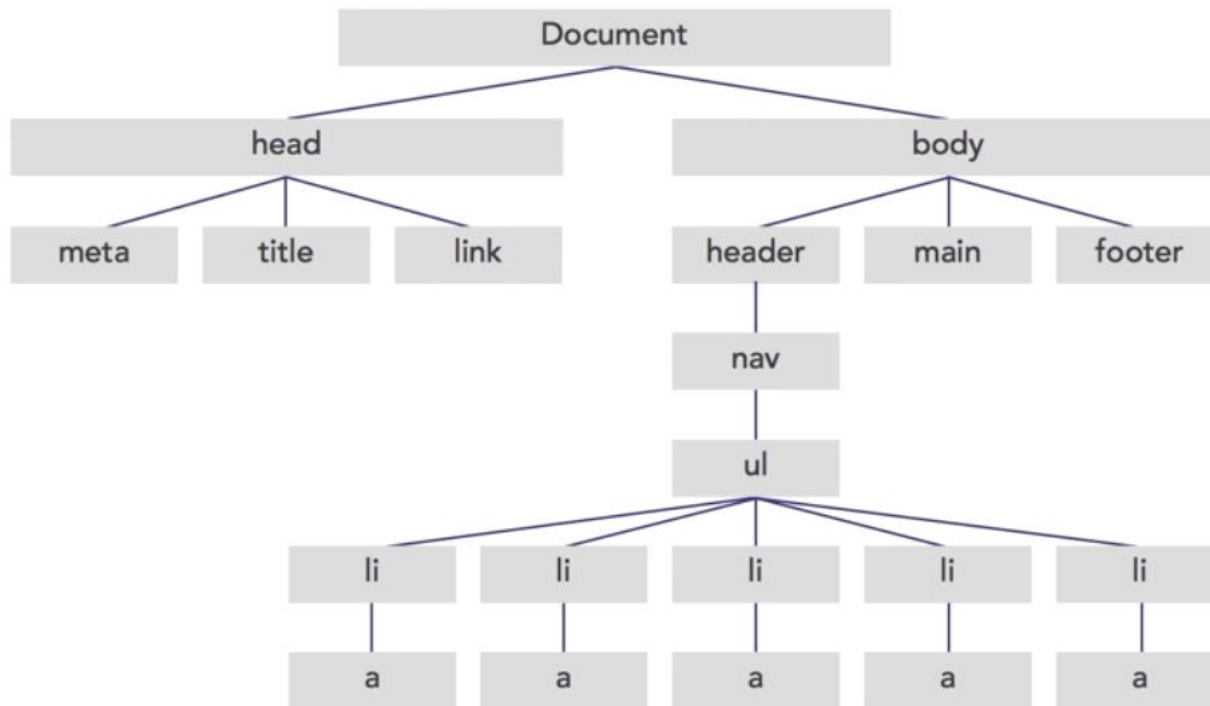 Document
head body
meta title link header main footer
nav
ul
li li li li li
a a a a a